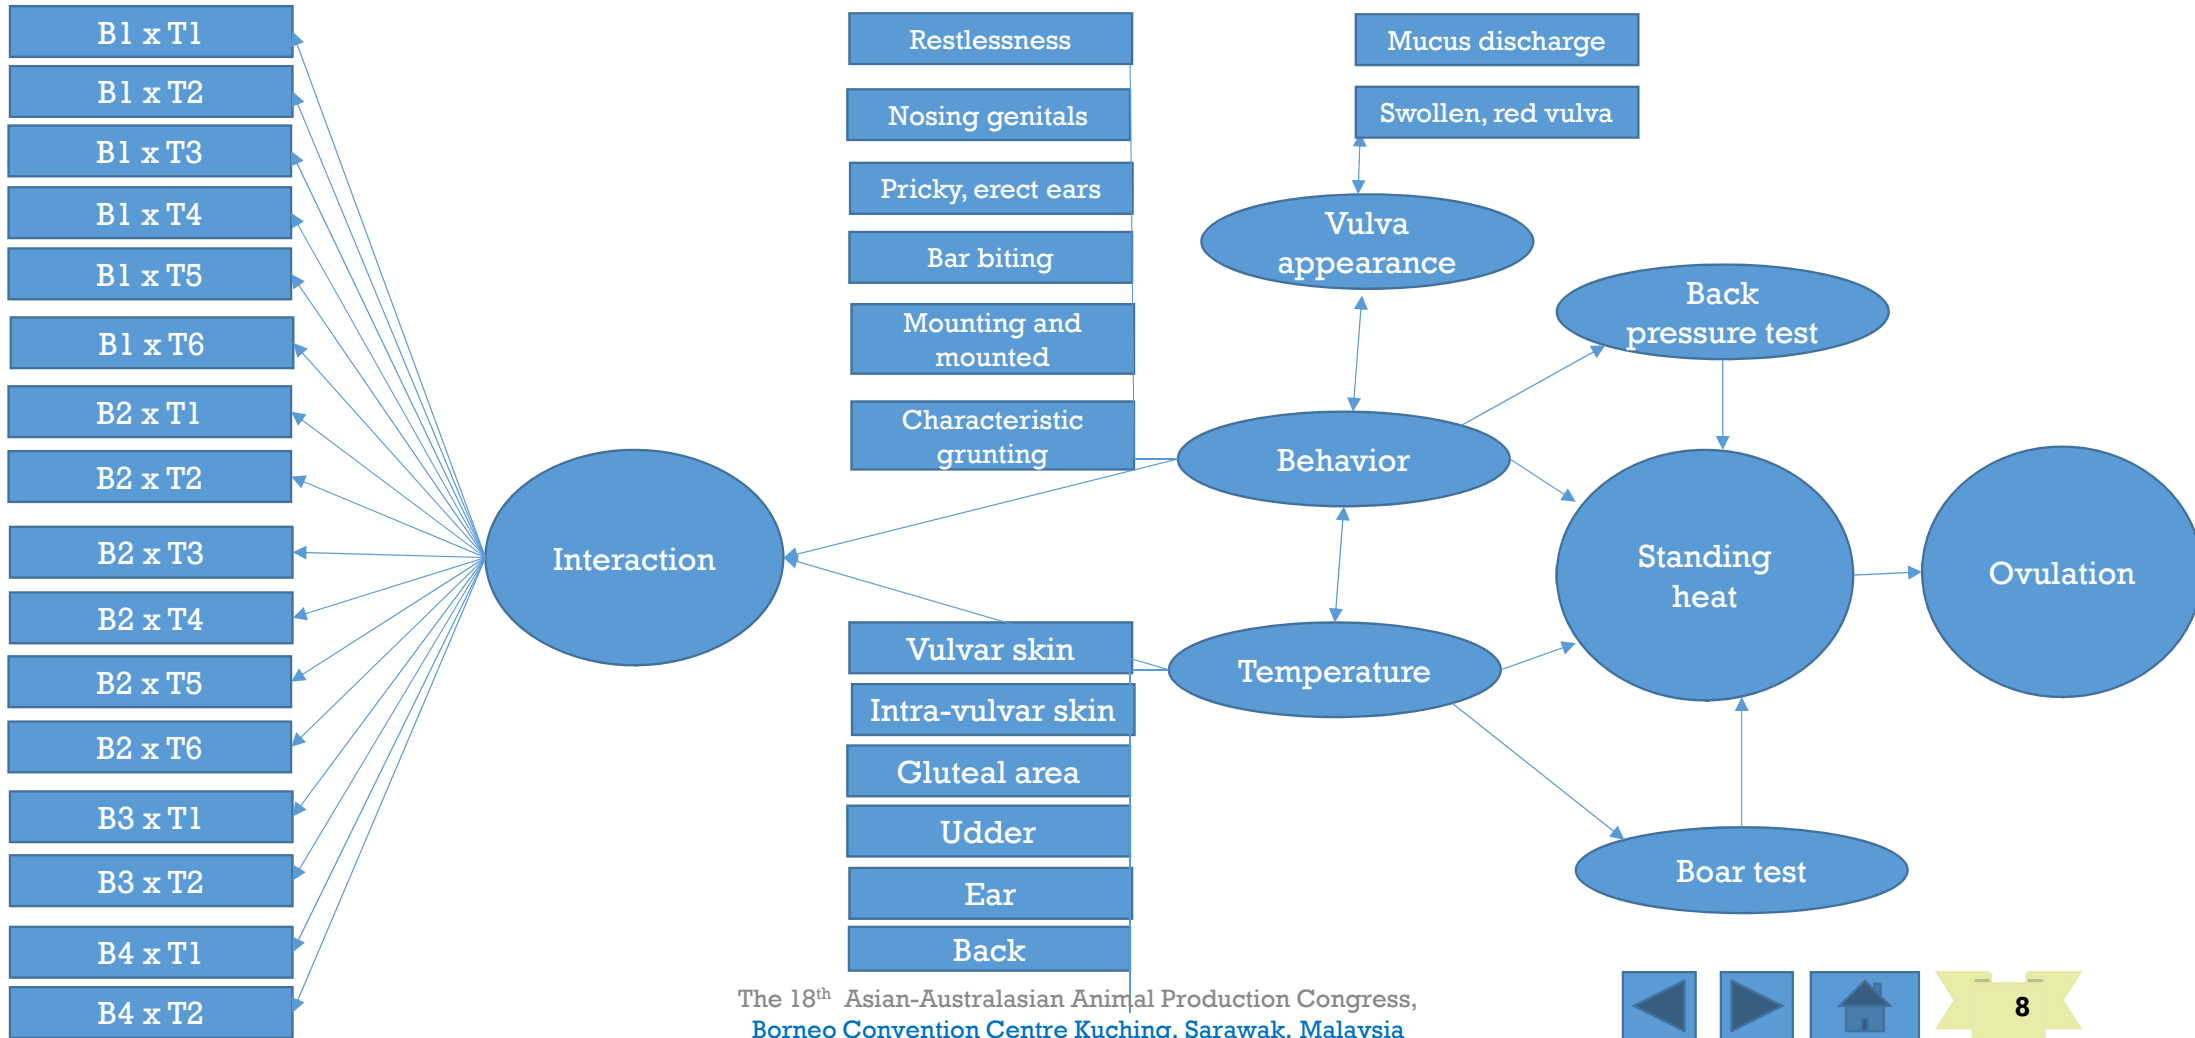 B1 x T1
B1 x T2
B1 x T3
B1 x T4
B1 x T5
B1 x T6
B2 x T1
B2 x T2
B2 x T3
B2 x T4
B2 x T5
B2 x T6
B3 x T1
B3 x T2
B4 x T1
B4 x T2
Interaction
Restlessness
Nosing genitals
Pricky, erect ears
Bar biting
Mounting and
mounted
Characteristic
grunting
Vulvar skin
Intra-vulvar skin
Gluteal area
Udder
Ear
Back
Mucus discharge
Swollen, red vulva
Vulva
appearance
Behavior
Temperature
Back
pressure test
Standing
heat
Boar test
Ovulation
The 18th Asian-Australasian Animal Production Congress,
Borneo Convention Centre Kuching, Sarawak, Malaysia
8